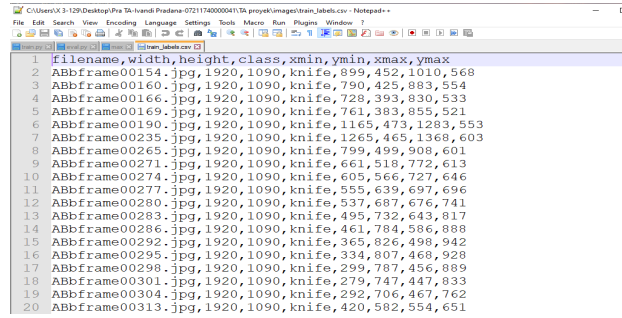 C:\Users\X 3-129\Desktop\Pra TA-Ivandi Pradana-07211740000041\TA proyek\images\train_labels.csv - Notepad++
File Edit Search View Encoding Language Settings Tools Macro Run Plugins Window ?
train.py eval.py train_labels.csv
1 filename,width,height,class,xmin,ymin,xmax,ymax
2 ABbframe00154.jpg,1920,1090,knife,899,452,1010,568
3 ABbframe00160.jpg,1920,1090,knife,790,425,883,554
4 ABbframe00166.jpg,1920,1090,knife,728,393,830,533
5 ABbframe00169.jpg,1920,1090,knife,761,383,855,521
6 ABbframe00190.jpg,1920,1090,knife,1165,473,1283,553
7 ABbframe00235.jpg,1920,1090,knife,1265,465,1368,603
8 ABbframe00265.jpg,1920,1090,knife,799,499,908,601
9 ABbframe00271.jpg,1920,1090,knife,661,518,772,613
10 ABbframe00274.jpg,1920,1090,knife,605,566,727,646
11 ABbframe00277.jpg,1920,1090,knife,555,639,697,696
12 ABbframe00280.jpg,1920,1090,knife,537,687,676,741
13 ABbframe00283.jpg,1920,1090,knife,495,732,643,817
14 ABbframe00286.jpg,1920,1090,knife,461,784,586,888
15 ABbframe00292.jpg,1920,1090,knife,365,826,498,942
16 ABbframe00295.jpg,1920,1090,knife,334,807,468,928
17 ABbframe00298.jpg,1920,1090,knife,299,787,456,889
18 ABbframe00301.jpg,1920,1090,knife,279,747,447,833
19 ABbframe00304.jpg,1920,1090,knife,292,706,467,762
20 ABbframe00313.jpg,1920,1090,knife,420,582,554,651